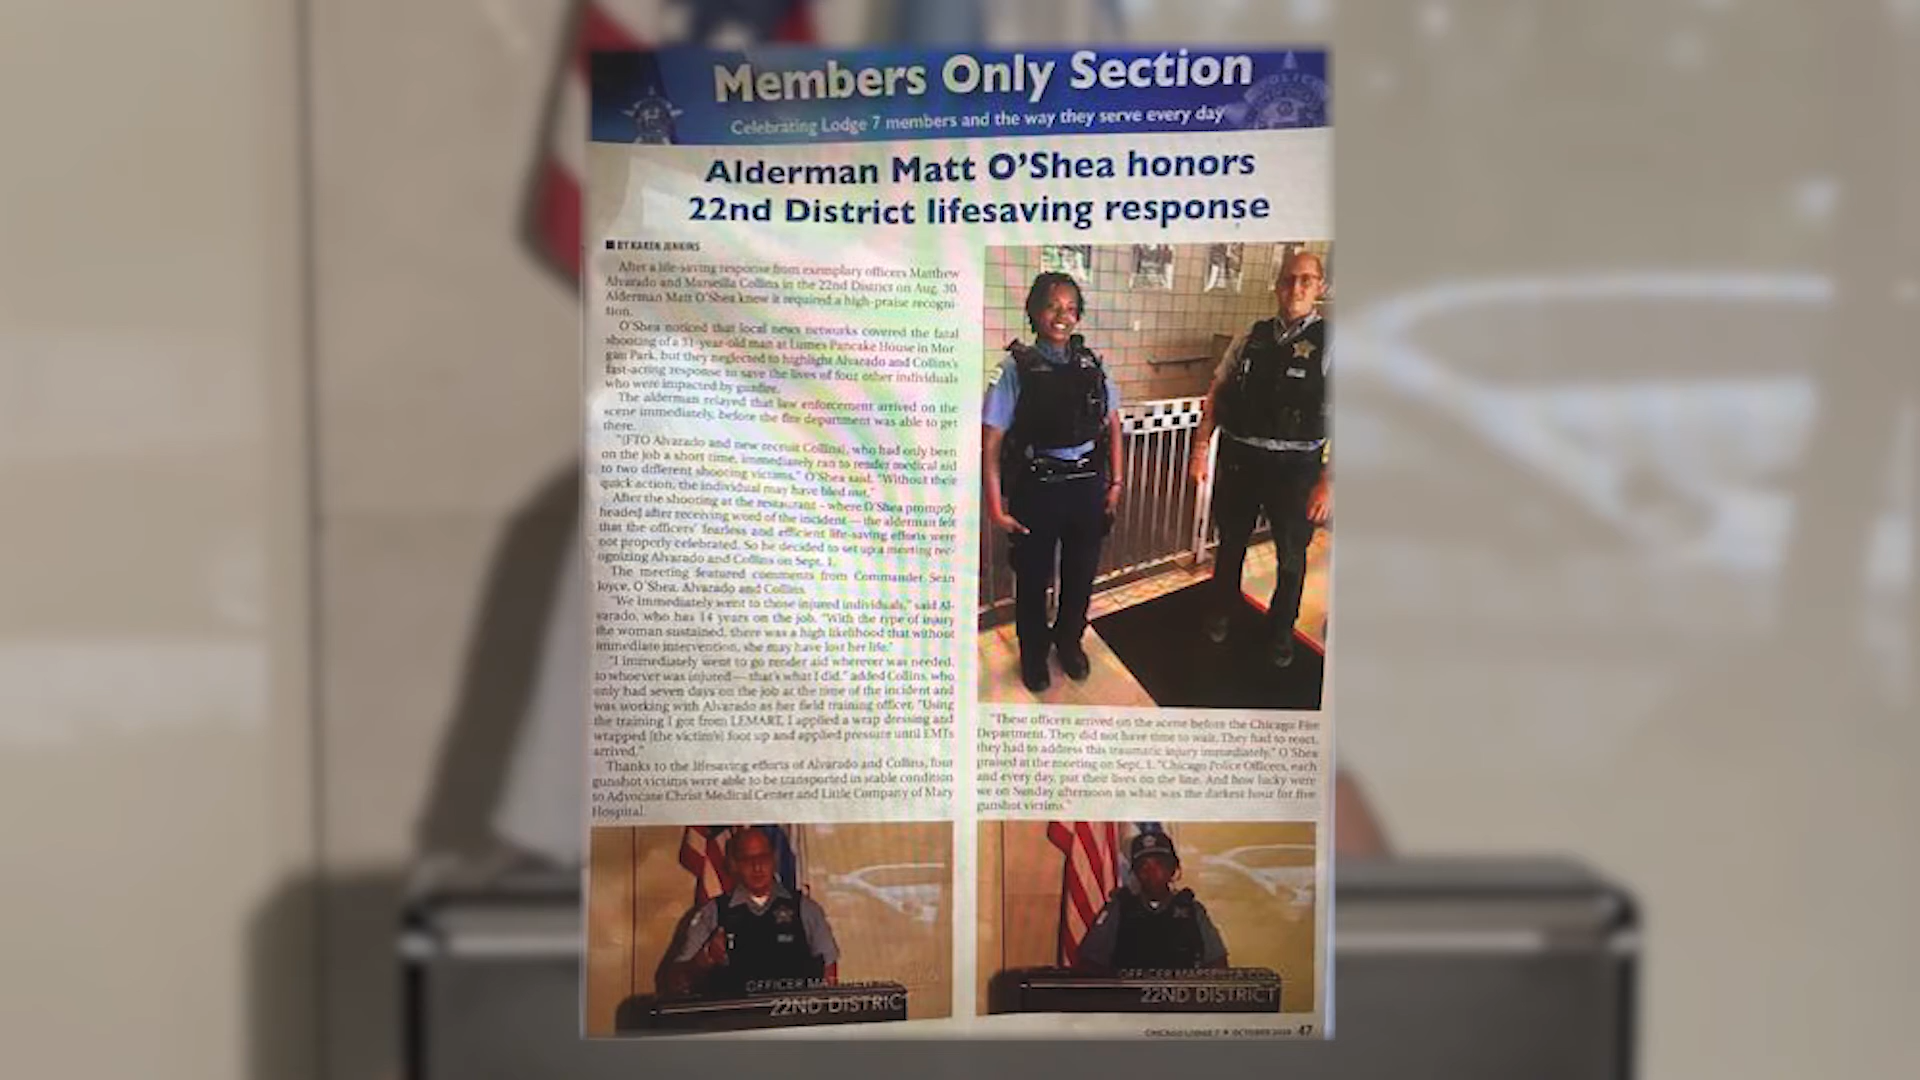 Members Only Section
Celebrating Lodge 7 members and the way they serve every day
Alderman Matt O'Shea honors
22nd District lifesaving response
BY KAREN JENKINS
After a life-saving response from exemplary officers Matthew
Alvarado and Marseilla Collins in the 22nd District on Aug. 30,
Alderman Matt O'Shea knew it required a high-praise recogni-
tion.
O'Shea noticed that local news networks covered the fatal
shooting of a 31-year-old man at Lumes Pancake House in Mor-
gan Park, but they neglected to highlight Alvarado and Collins's
fast-acting response to save the lives of four other individuals
who were impacted by gunfire.
The alderman relayed that law enforcement arrived on the
scene immediately, before the fire department was able to get
there.
"[FTO Alvarado and new recruit Collins], who had only been
on the job a short time, immediately ran to render medical aid
to two different shooting victims," O'Shea said. "Without their
quick action, the individual may have bled out."
After the shooting at the restaurant – where O'Shea promptly
headed after receiving word of the incident — the alderman felt
that the officers' fearless and efficient life-saving efforts were
not properly celebrated. So he decided to set up a meeting rec-
ognizing Alvarado and Collins on Sept. 1.
The meeting featured comments from Commander Sean
Joyce, O'Shea, Alvarado and Collins.
"We immediately went to those injured individuals," said Al-
varado, who has 14 years on the job. "With the type of injury
the woman sustained, there was a high likelihood that without
immediate intervention, she may have lost her life."
"I immediately went to go render aid wherever was needed,
to whoever was injured — that's what I did," added Collins, who
only had seven days on the job at the time of the incident and
was working with Alvarado as her field training officer. "Using
the training I got from LEMART, I applied a wrap dressing and
wrapped [the victim's] foot up and applied pressure until EMTs
arrived."
Thanks to the lifesaving efforts of Alvarado and Collins, four
gunshot victims were able to be transported in stable condition
to Advocate Christ Medical Center and Little Company of Mary
Hospital.
"These officers arrived on the scene before the Chicago Fire
Department. They did not have time to wait. They had to react,
they had to address this traumatic injury immediately," O'Shea
praised at the meeting on Sept. 1. "Chicago Police Officers, each
and every day, put their lives on the line. And how lucky were
we on Sunday afternoon in what was the darkest hour for five
gunshot victims."
OFFICER MATTHEW
22ND DISTRICT
OFFICER MARSEILLA
22ND DISTRICT
CHICAGO LODGE 7 ■ OCTOBER 47